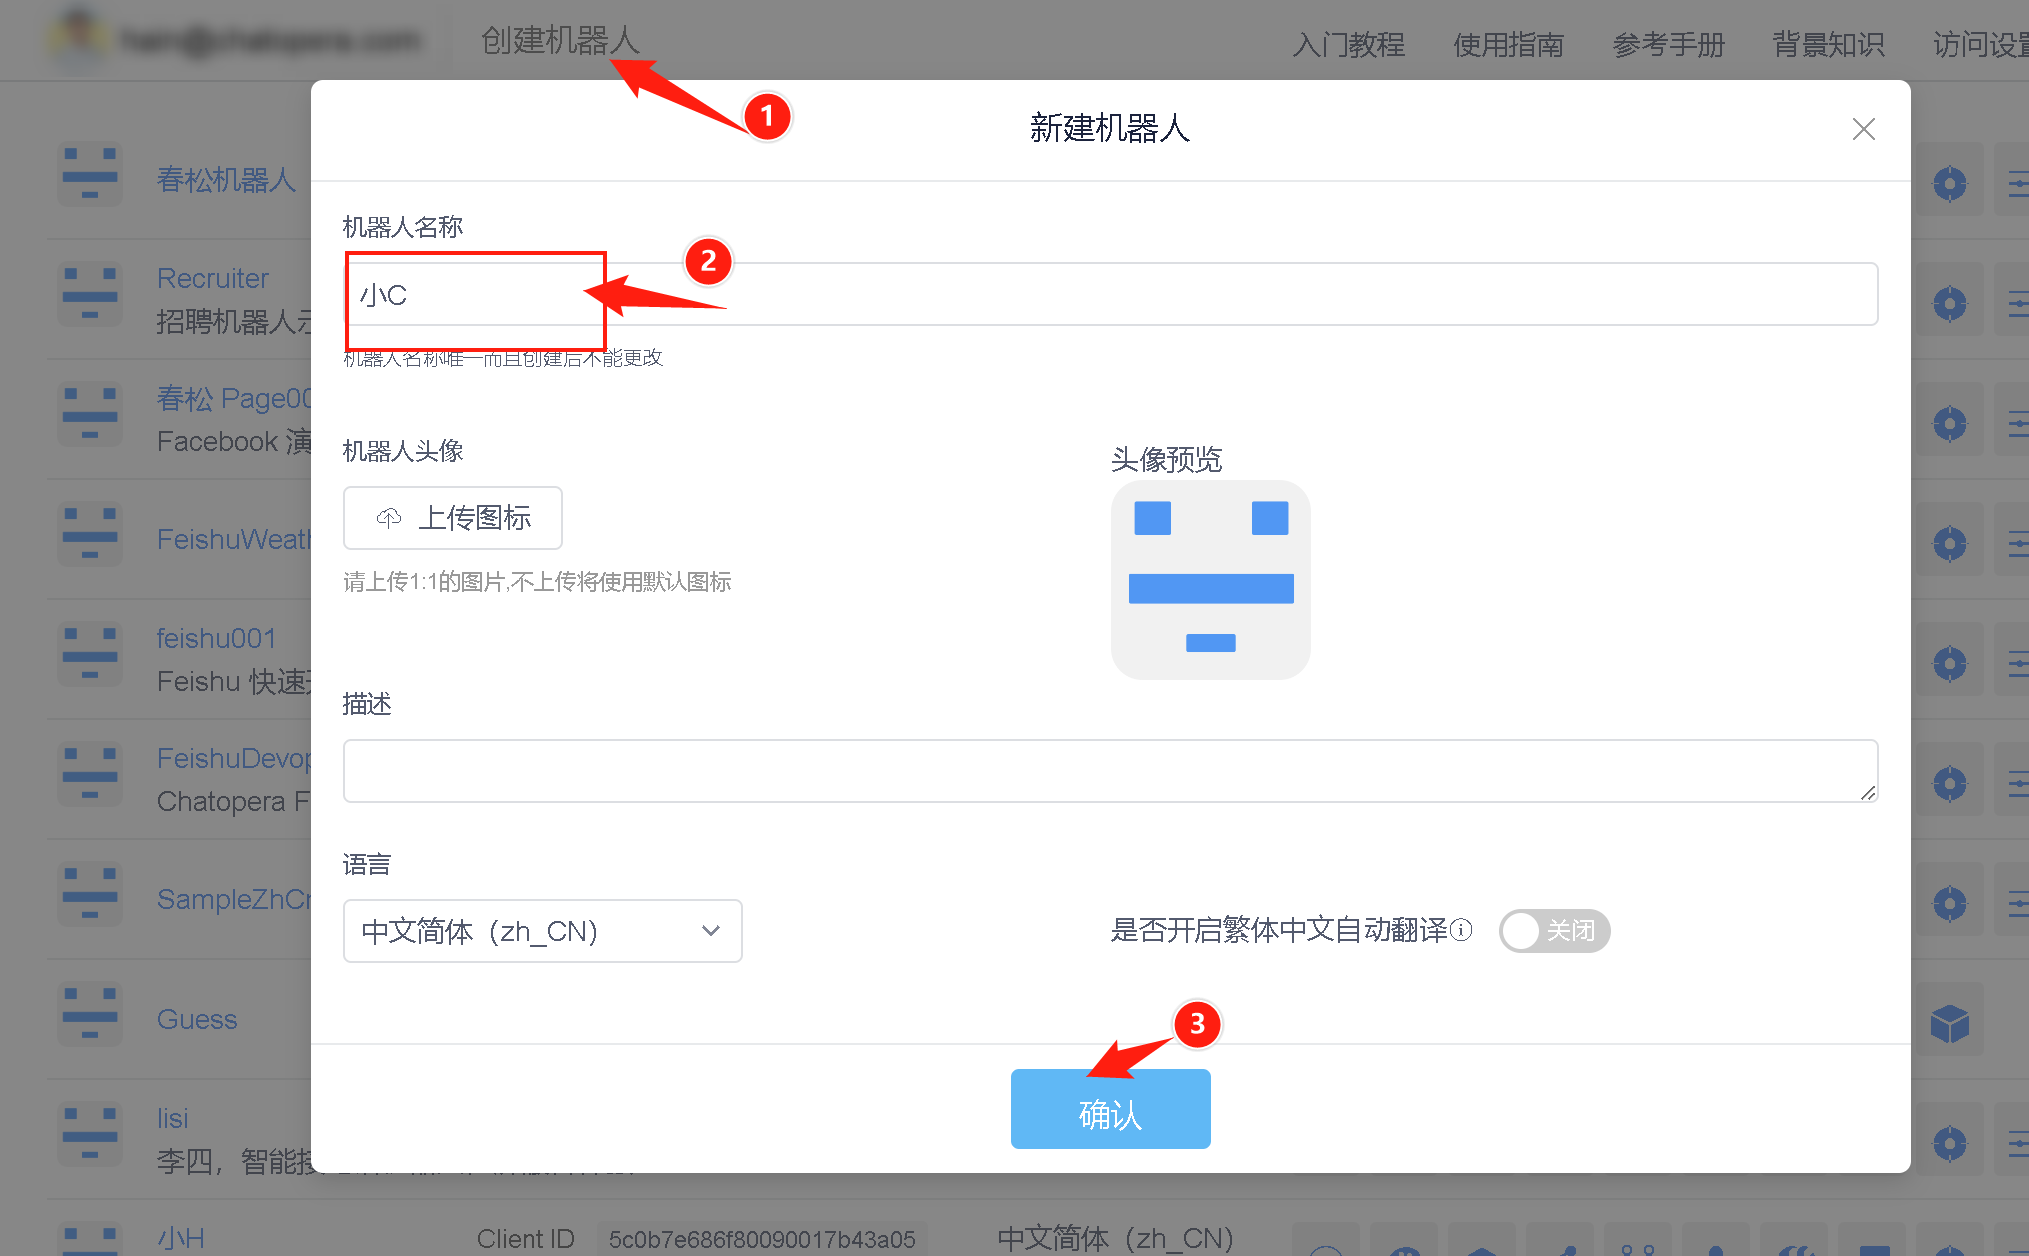 创建机器人
入门教程
使用指南
参考手册
背景知识
访问设置
1
新建机器人
春松机器人
机器人名称
2
小C
机器人名称唯一而且创建后不能更改
Recruiter
招聘机器人示
春松 Page00
Facebook 演
机器人头像
头像预览
上传图标
请上传1:1的图片,不上传将使用默认图标
FeishuWeath
feishu001
Feishu 快速开
描述
FeishuDevop
Chatopera F
语言
SampleZhCn
中文简体（zh_CN）
是否开启繁体中文自动翻译
关闭
Guess
3
确认
lisi
李四，智能接
小H
Client ID
5c0b7e686f80090017b43a05
中文简体（zh_CN）